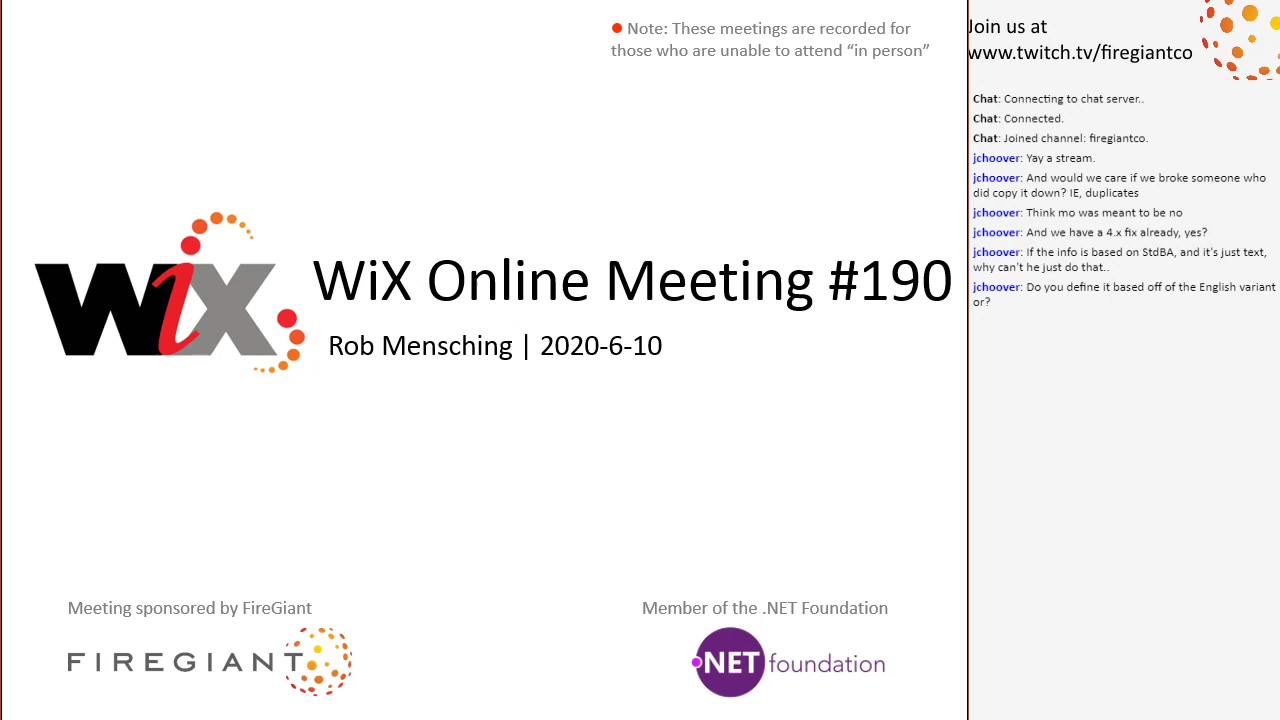 Note: These meetings are recorded for
those who are unable to attend “in person”
WiX
WiX Online Meeting #190
Rob Mensching | 2020-6-10
Meeting sponsored by FireGiant
FIREGIANT
Member of the .NET Foundation
.NET foundation
Join us at
www.twitch.tv/firegiantco
Chat: Connecting to chat server..
Chat: Connected.
Chat: Joined channel: firegiantco.
jchoover: Yay a stream.
jchoover: And would we care if we broke someone who
did copy it down? IE, duplicates
jchoover: Think mo was meant to be no
jchoover: And we have a 4.x fix already, yes?
jchoover: If the info is based on StdBA, and it's just text,
why can't he just do that..
jchoover: Do you define it based off of the English variant
or?